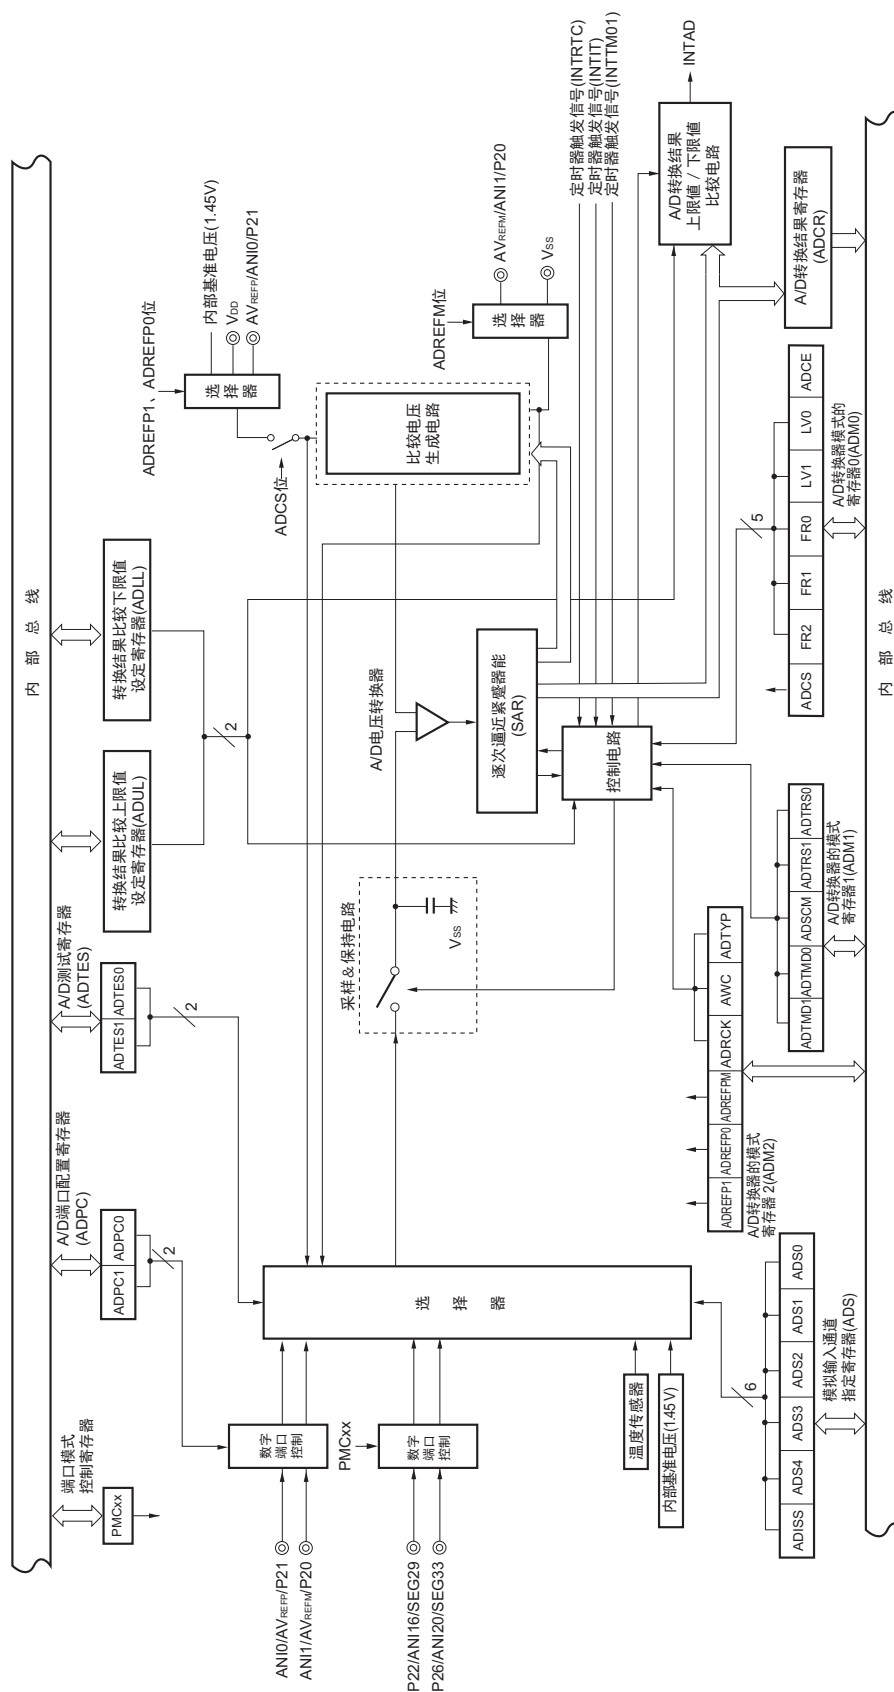 内 部 总 线
端口模式
控制寄存器
PMCxx
A/D端口配置寄存器
(ADPC)
ADPC1
ADPC0
2
A/D测试寄存器
(ADTES)
ADTES1
ADTES0
2
转换结果比较上限值
设定寄存器(ADUL)
转换结果比较下限值
设定寄存器(ADLL)
2
ADREFP1、ADREFP0位
内部基准电压(1.45V)
VDD
AVREFP/ANI0/P21
选择器
ADCS位
ADREFM位
AVREFM/ANI1/P20
VSS
选择器
比较电压
生成电路
ANI0/AVREFP/P21
ANI1/AVREFM/P20
数字
端口
控制
P22/ANI16/SEG29
P26/ANI20/SEG33
PMCxx
数字
端口
控制
选 择 器
温度传感器
内部基准电压(1.45 V)
采样&保持电路
VSS
A/D电压转换器
逐次逼近紧蹙器能
(SAR)
控制电路
定时器触发信号(INTRTC)
定时器触发信号(INTIT)
定时器触发信号(INTTM01)
A/D转换结果
上限值 / 下限值
比较电路
INTAD
A/D转换结果寄存器
(ADCR)
ADISS
ADS4
ADS3
ADS2
ADS1
ADS0
6
模拟输入通道
指定寄存器(ADS)
ADREFP1
ADREFP0
ADREFPM
ADRCK
AWC
ADTYP
A/D转换器的模式
寄存器 2(ADM2)
ADTMD1
ADTMD0
ADSCM
ADTRS1
ADTRS0
A/D转换器的模式
寄存器1(ADM1)
ADCS
FR2
FR1
FR0
LV1
LV0
ADCE
5
A/D转换器模式的
寄存器0(ADM0)
内 部 总 线